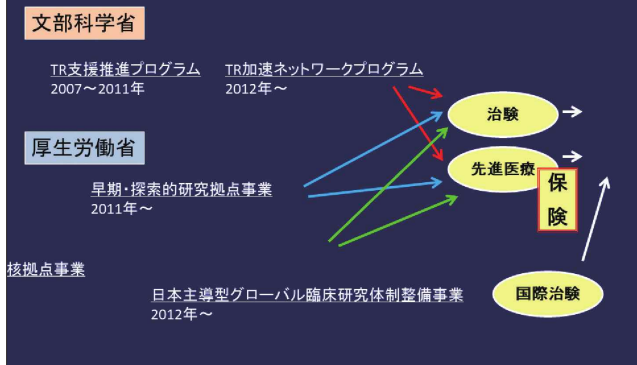 文部科学省
TR支援推進プログラム
2007～2011年
TR加速ネットワークプログラム
2012年～
治験
厚生労働省
先進医療
保険
早期・探索的研究拠点事業
2011年～
核拠点事業
日本主導型グローバル臨床研究体制整備事業
2012年～
国際治験